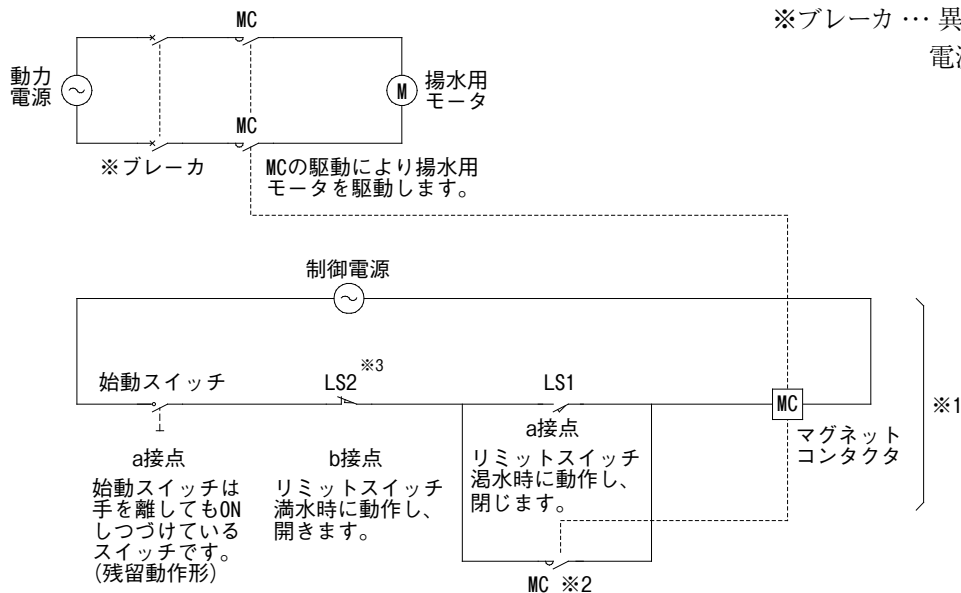 ※ブレーカ … 異
電
MC
動力
電源
M
揚水用
モータ
MC
※ブレーカ
MCの駆動により揚水用
モータを駆動します。
制御電源
始動スイッチ
LS2 ※3
LS1
MC
※1
a接点
マグネット
コンタクタ
a接点
b接点
リミットスイッチ
渇水時に動作し、
閉じます。
始動スイッチは
手を離してもON
しつづけている
スイッチです。
(残留動作形)
リミットスイッチ
満水時に動作し、
開きます。
MC ※2